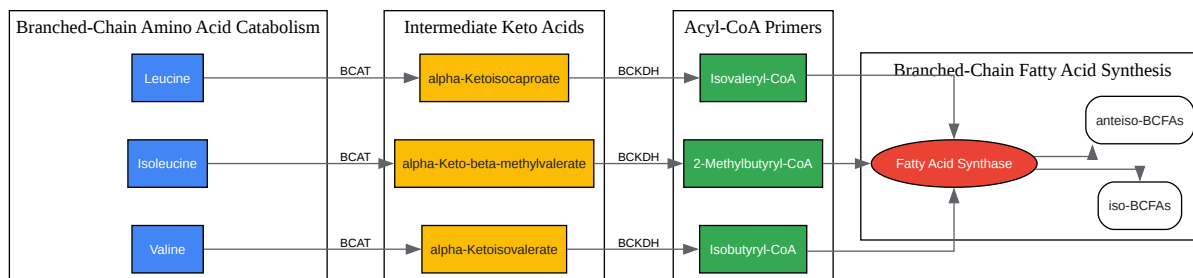 Branched-Chain Amino Acid Catabolism
Intermediate Keto Acids
Acyl-CoA Primers
Branched-Chain Fatty Acid Synthesis
Leucine
BCAT
alpha-Ketoisocaproate
BCKDH
Isovaleryl-CoA
anteiso-BCFAs
Isoleucine
BCAT
alpha-Keto-beta-methylvalerate
BCKDH
2-Methylbutyryl-CoA
Fatty Acid Synthase
iso-BCFAs
Valine
BCAT
alpha-Ketoisovalerate
BCKDH
Isobutyryl-CoA